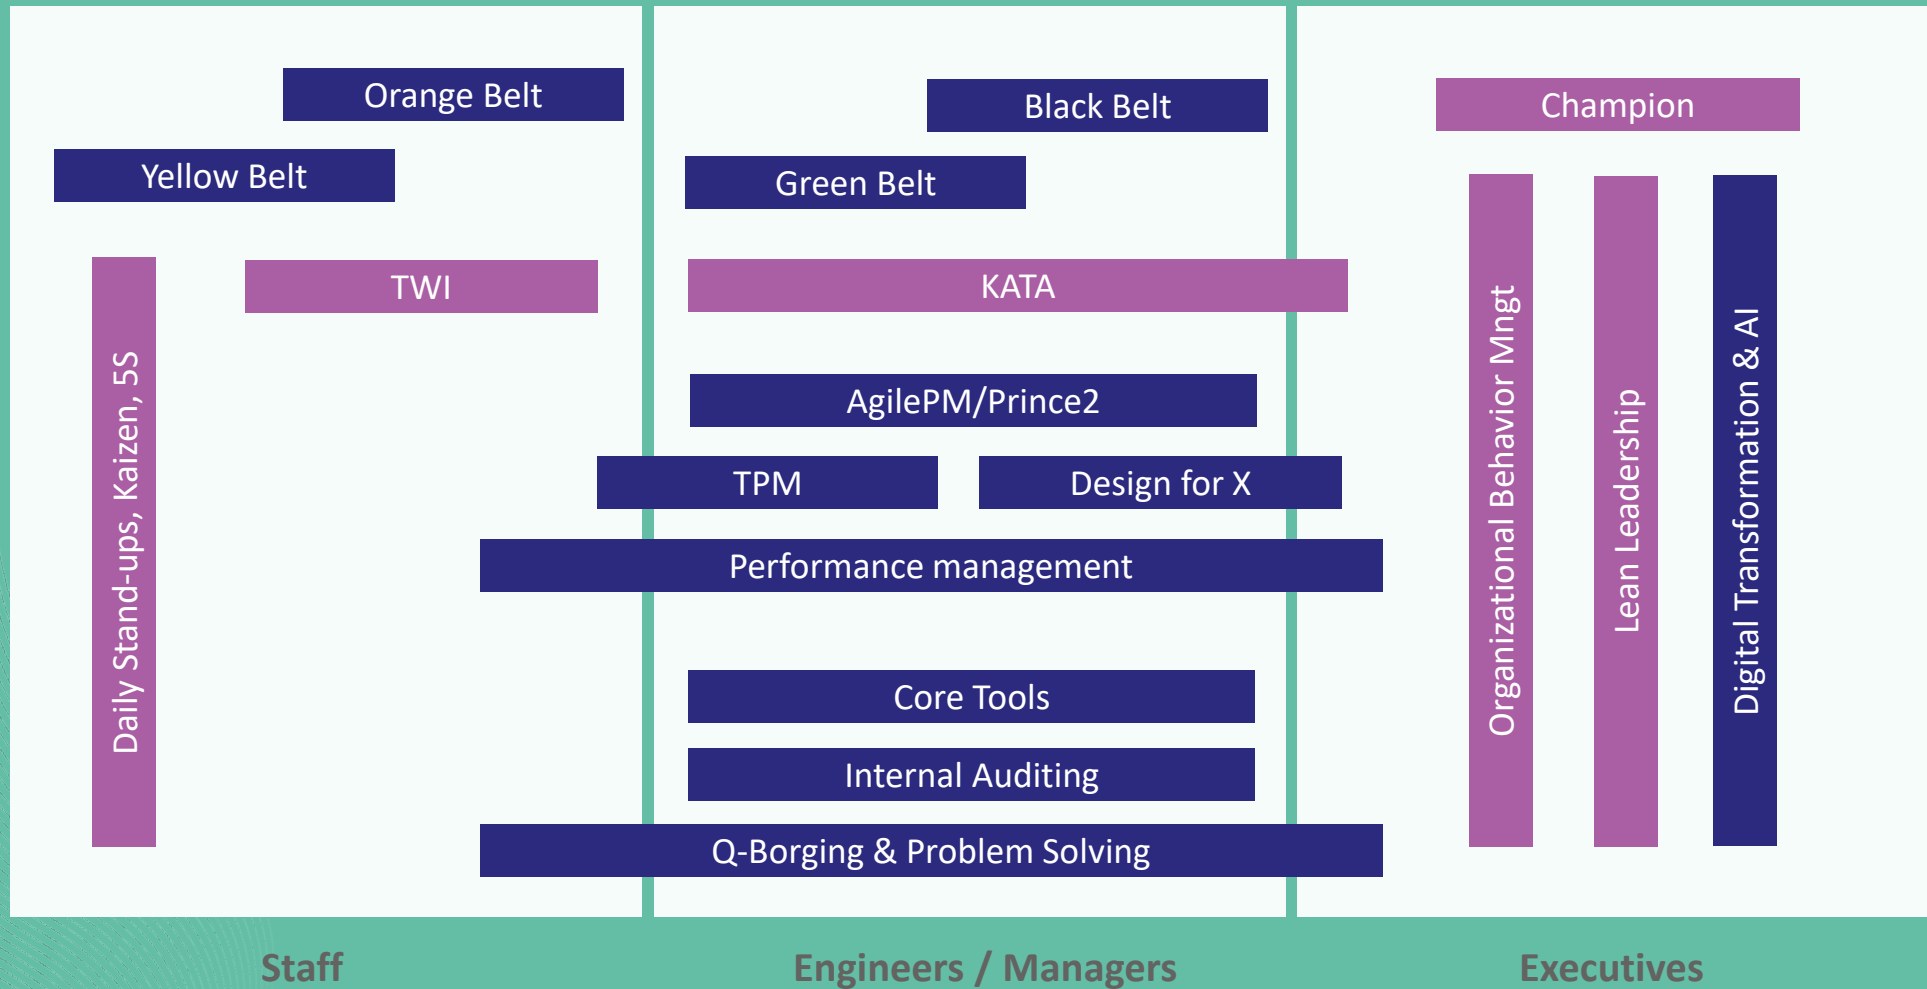 Orange Belt
Black Belt
Champion
Yellow Belt
Green Belt
TWI
KATA
Daily Stand-ups, Kaizen, 5S
AgilePM/Prince2
TPM
Design for X
Performance management
Core Tools
Internal Auditing
Q-Borging & Problem Solving
Organizational Behavior Mngt
Lean Leadership
Digital Transformation & AI
Staff
Engineers / Managers
Executives